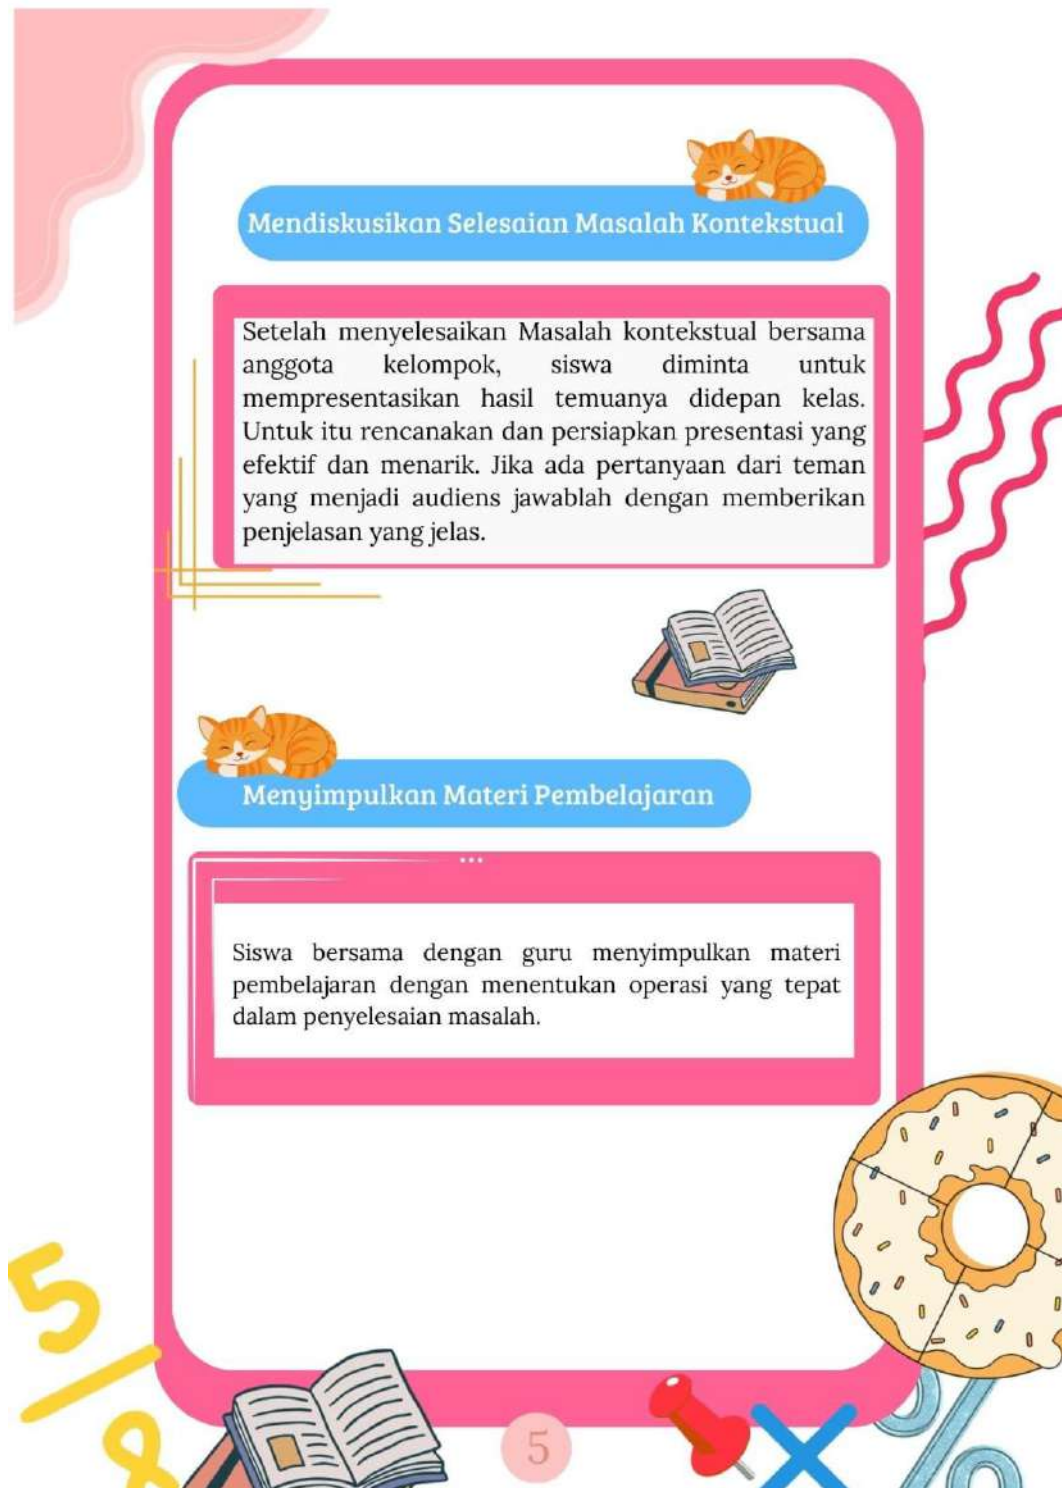 Mendiskusikan Selesaian Masalah Kontekstual
Setelah menyelesaikan Masalah kontekstual bersama
anggota kelompok, siswa diminta untuk
mempresentasikan hasil temuanya didepan kelas.
Untuk itu rencanakan dan persiapkan presentasi yang
efektif dan menarik. Jika ada pertanyaan dari teman
yang menjadi audiens jawablah dengan memberikan
penjelasan yang jelas.
Menyimpulkan Materi Pembelajaran
Siswa bersama dengan guru menyimpulkan materi
pembelajaran dengan menentukan operasi yang tepat
dalam penyelesaian masalah.
5
8
5
%